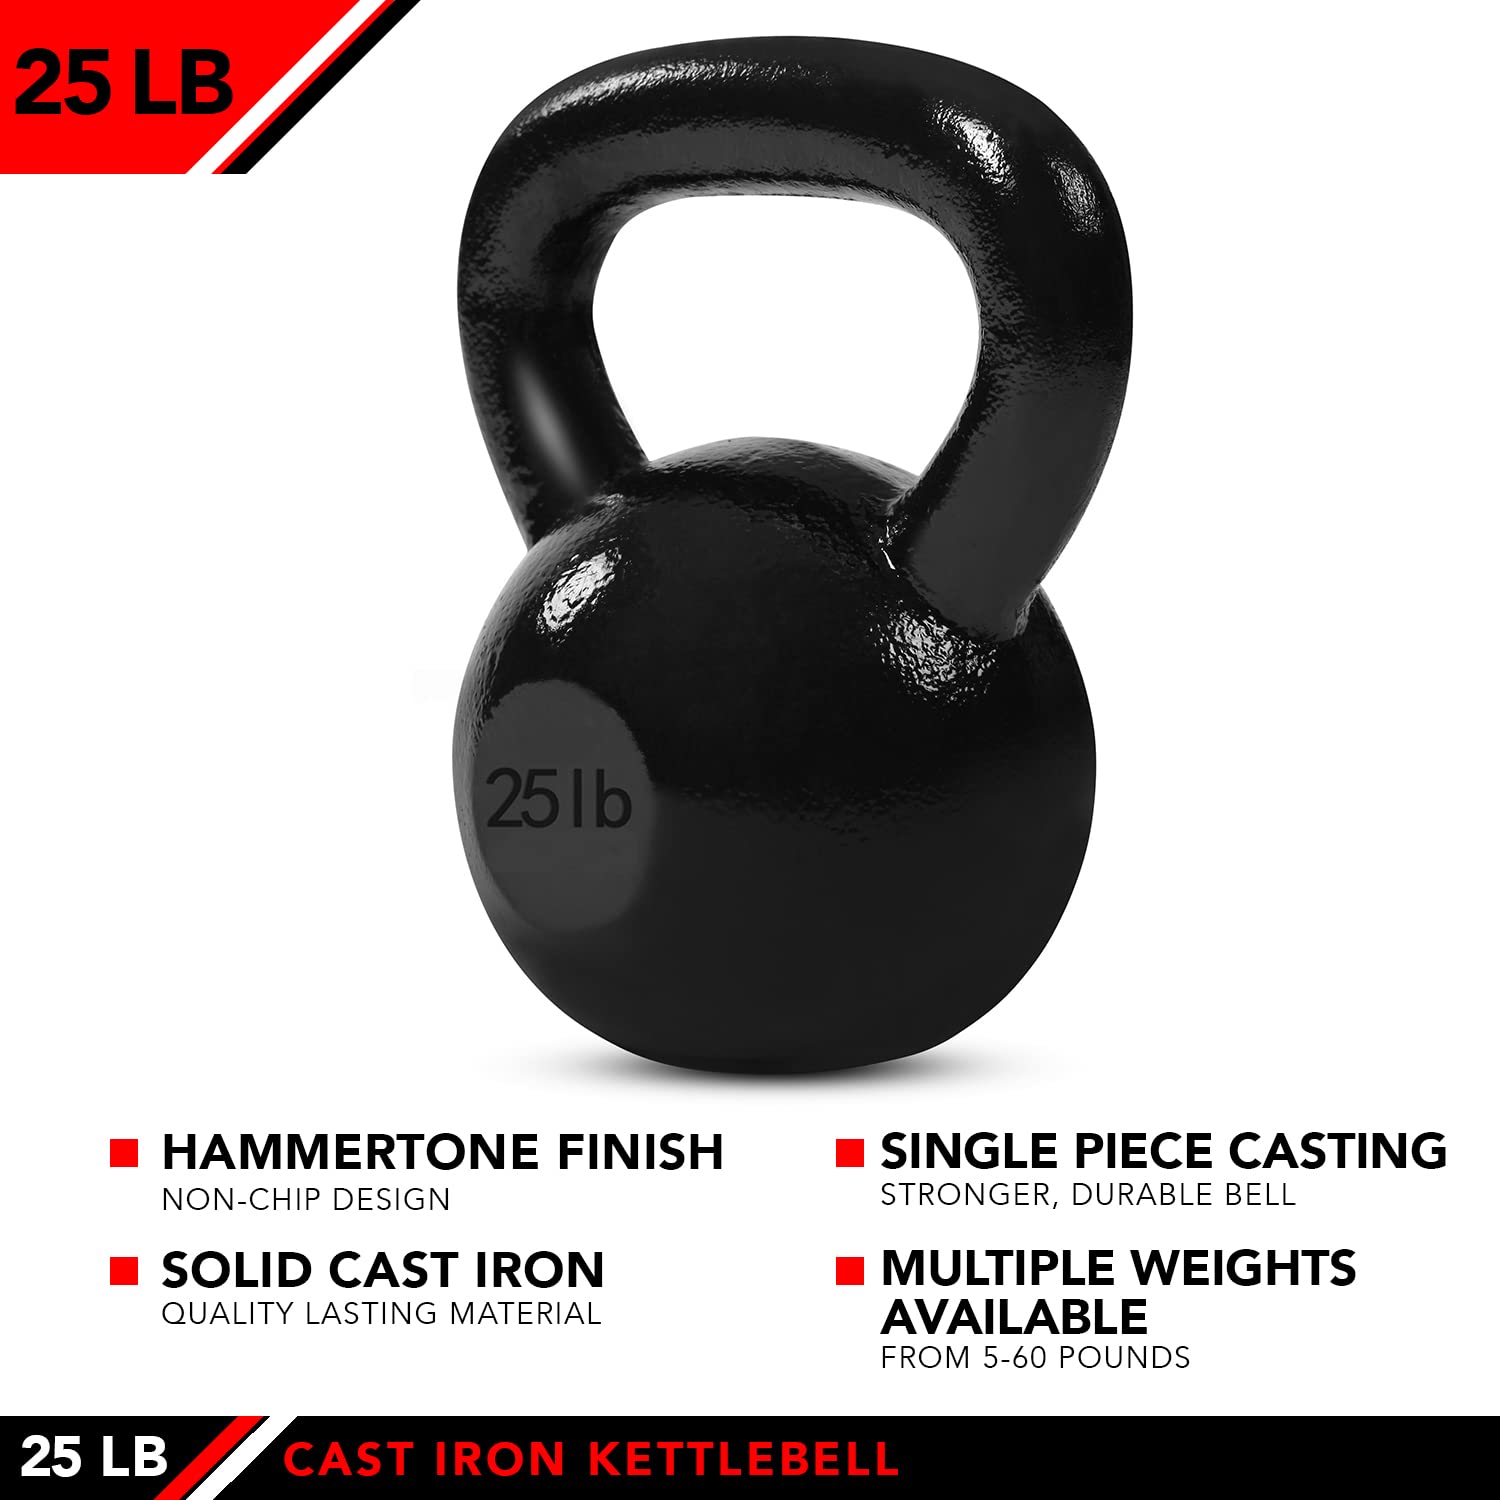 25 LB
25 lb
HAMMERTONE FINISH
NON-CHIP DESIGN
SOLID CAST IRON
QUALITY LASTING MATERIAL
SINGLE PIECE CASTING
STRONGER, DURABLE BELL
MULTIPLE WEIGHTS
AVAILABLE
FROM 5-60 POUNDS
25 LB
CAST IRON KETTLEBELL